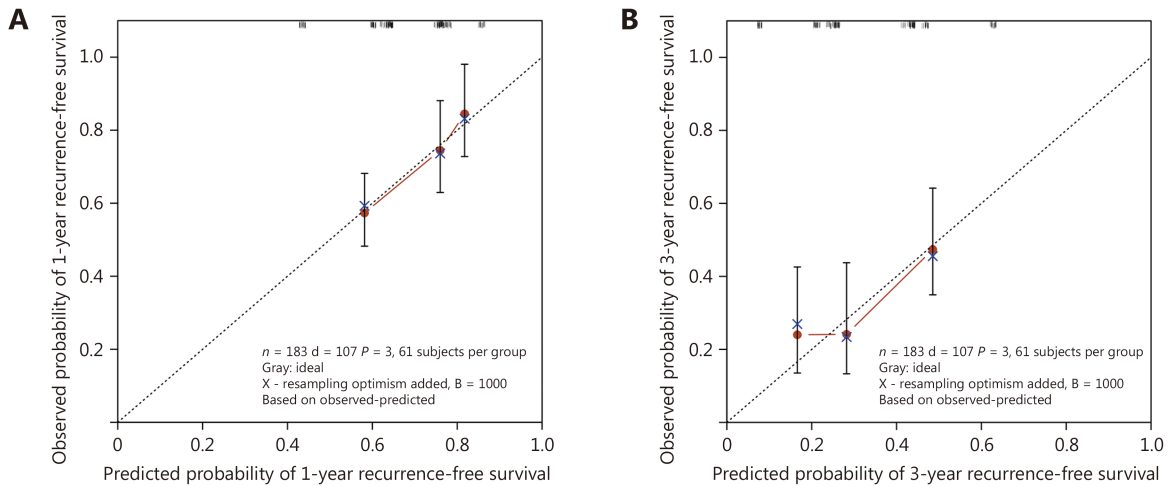 A
Observed probability of 1-year recurrence-free survival
1.0
0.8
0.6
0.4
0.2
n = 183 d = 107 P = 3, 61 subjects per group
Gray: ideal
X - resampling optimism added, B = 1000
Based on observed-predicted
0 0.2 0.4 0.6 0.8 1.0
Predicted probability of 1-year recurrence-free survival
B
Observed probability of 3-year recurrence-free survival
1.0
0.8
0.6
0.4
0.2
n = 183 d = 107 P = 3, 61 subjects per group
Gray: ideal
X - resampling optimism added, B = 1000
Based on observed-predicted
0 0.2 0.4 0.6 0.8 1.0
Predicted probability of 3-year recurrence-free survival